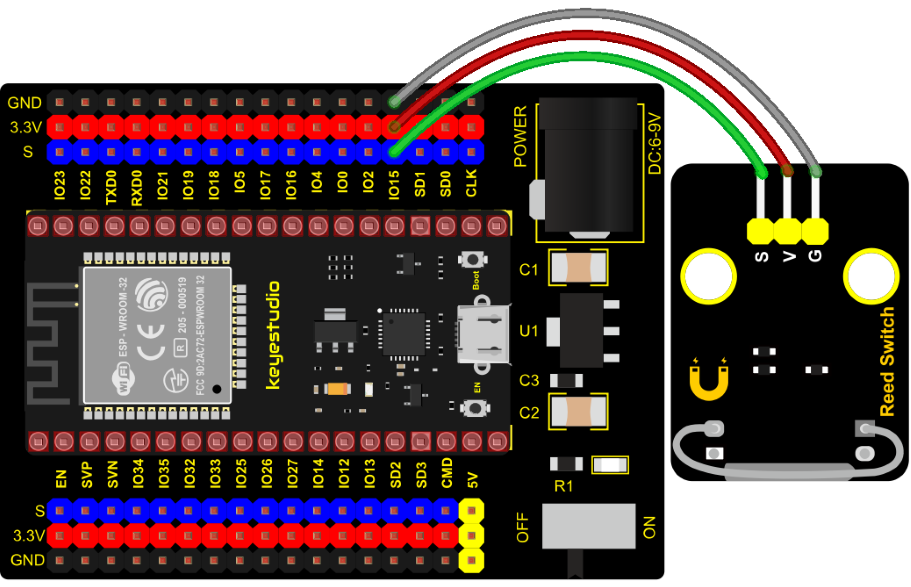 GND
3.3V
S
IO23
IO22
TXD0
RXD0
IO21
IO19
IO18
IO5
IO17
IO16
IO4
IO0
IO2
IO15
SD1
SD0
CLK
POWER
DC:6-9V
Boot
EN
WiFi
ESP - WROOM-32
CE
R
205 - 000519
FCC 9D:2AC72-ESPWROOM 32
keyestudio
C1
U1
C3
C2
R1
OFF
ON
EN
SVP
SVN
IO34
IO35
IO32
IO33
IO25
IO26
IO27
IO14
IO12
IO13
SD2
SD3
CMD
5V
S
3.3V
GND
S
V
G
Reed Switch